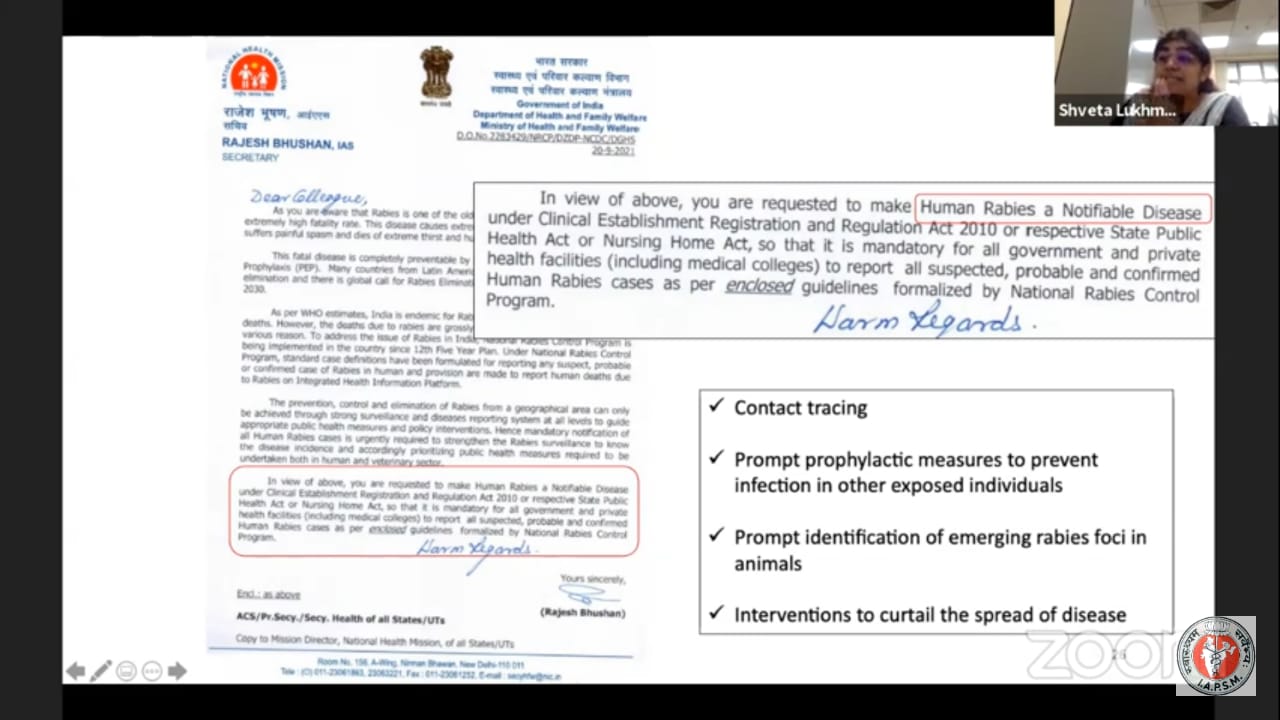 NATIONAL HEALTH MISSION
राजेश भूषण, आईएएस
सचिव
RAJESH BHUSHAN, IAS
SECRETARY
भारत सरकार
स्वास्थ्य एवं परिवार कल्याण विभाग
स्वास्थ्य एवं परिवार कल्याण मंत्रालय
Government of India
Department of Health and Family Welfare
Ministry of Health and Family Welfare
D.O.No.2283429/NRCP/DZDP-NCDC/DGHS
20-9-2021
Dear Colleague,
As you are aware that Rabies is one of the old
extremely high fatality rate. This disease causes extre
suffers painful spasm and dies of extreme thirst and hu
This fatal disease is completely preventable by
Prophylaxis (PEP). Many countries from Latin Americ
elimination and there is global call for Rabies Eliminat
2030.
As per WHO estimates, India is endemic for Rab
deaths. However, the deaths due to rabies are grossly
various reason. To address the issue of Rabies in India, National Rabies Control Program is
being implemented in the country since 12th Five Year Plan. Under National Rabies Control
Program, standard case definitions have been formulated for reporting any suspect, probable
or confirmed case of Rabies in human and provision are made to report human deaths due
to Rabies on Integrated Health Information Platform.
The prevention, control and elimination of Rabies from a geographical area can only
be achieved through strong surveillance and diseases reporting system at all levels to guide
appropriate public health measures and policy interventions. Hence mandatory notification of
all Human Rabies cases is urgently required to strengthen the Rabies surveillance to know
the disease incidence and accordingly prioritizing public health measures required to be
undertaken both in human and veterinary sector.
In view of above, you are requested to make Human Rabies a Notifiable Disease
under Clinical Establishment Registration and Regulation Act 2010 or respective State Public
Health Act or Nursing Home Act, so that it is mandatory for all government and private
health facilities (including medical colleges) to report all suspected, probable and confirmed
Human Rabies cases as per enclosed guidelines formalized by National Rabies Control
Program.
Warm Regards.
Yours sincerely,
(Rajesh Bhushan)
Encl.: as above
ACS/Pr.Secy./Secy. Health of all States/UTs
Copy to Mission Director, National Health Mission, of all States/UTs
Room No. 156, A-Wing, Nirman Bhawan, New Delhi-110 011
Tele : (O) 011-23061863, 23063221, Fax : 011-23061252, E-mail : secyhfw@nic.in
In view of above, you are requested to make Human Rabies a Notifiable Disease
under Clinical Establishment Registration and Regulation Act 2010 or respective State Public
Health Act or Nursing Home Act, so that it is mandatory for all government and private
health facilities (including medical colleges) to report all suspected, probable and confirmed
Human Rabies cases as per enclosed guidelines formalized by National Rabies Control
Program.
Warm Regards.
✓ Contact tracing
✓ Prompt prophylactic measures to prevent
infection in other exposed individuals
✓ Prompt identification of emerging rabies foci in
animals
✓ Interventions to curtail the spread of disease
Shveta Lukhm...
zoom
I.A.P.S.M.